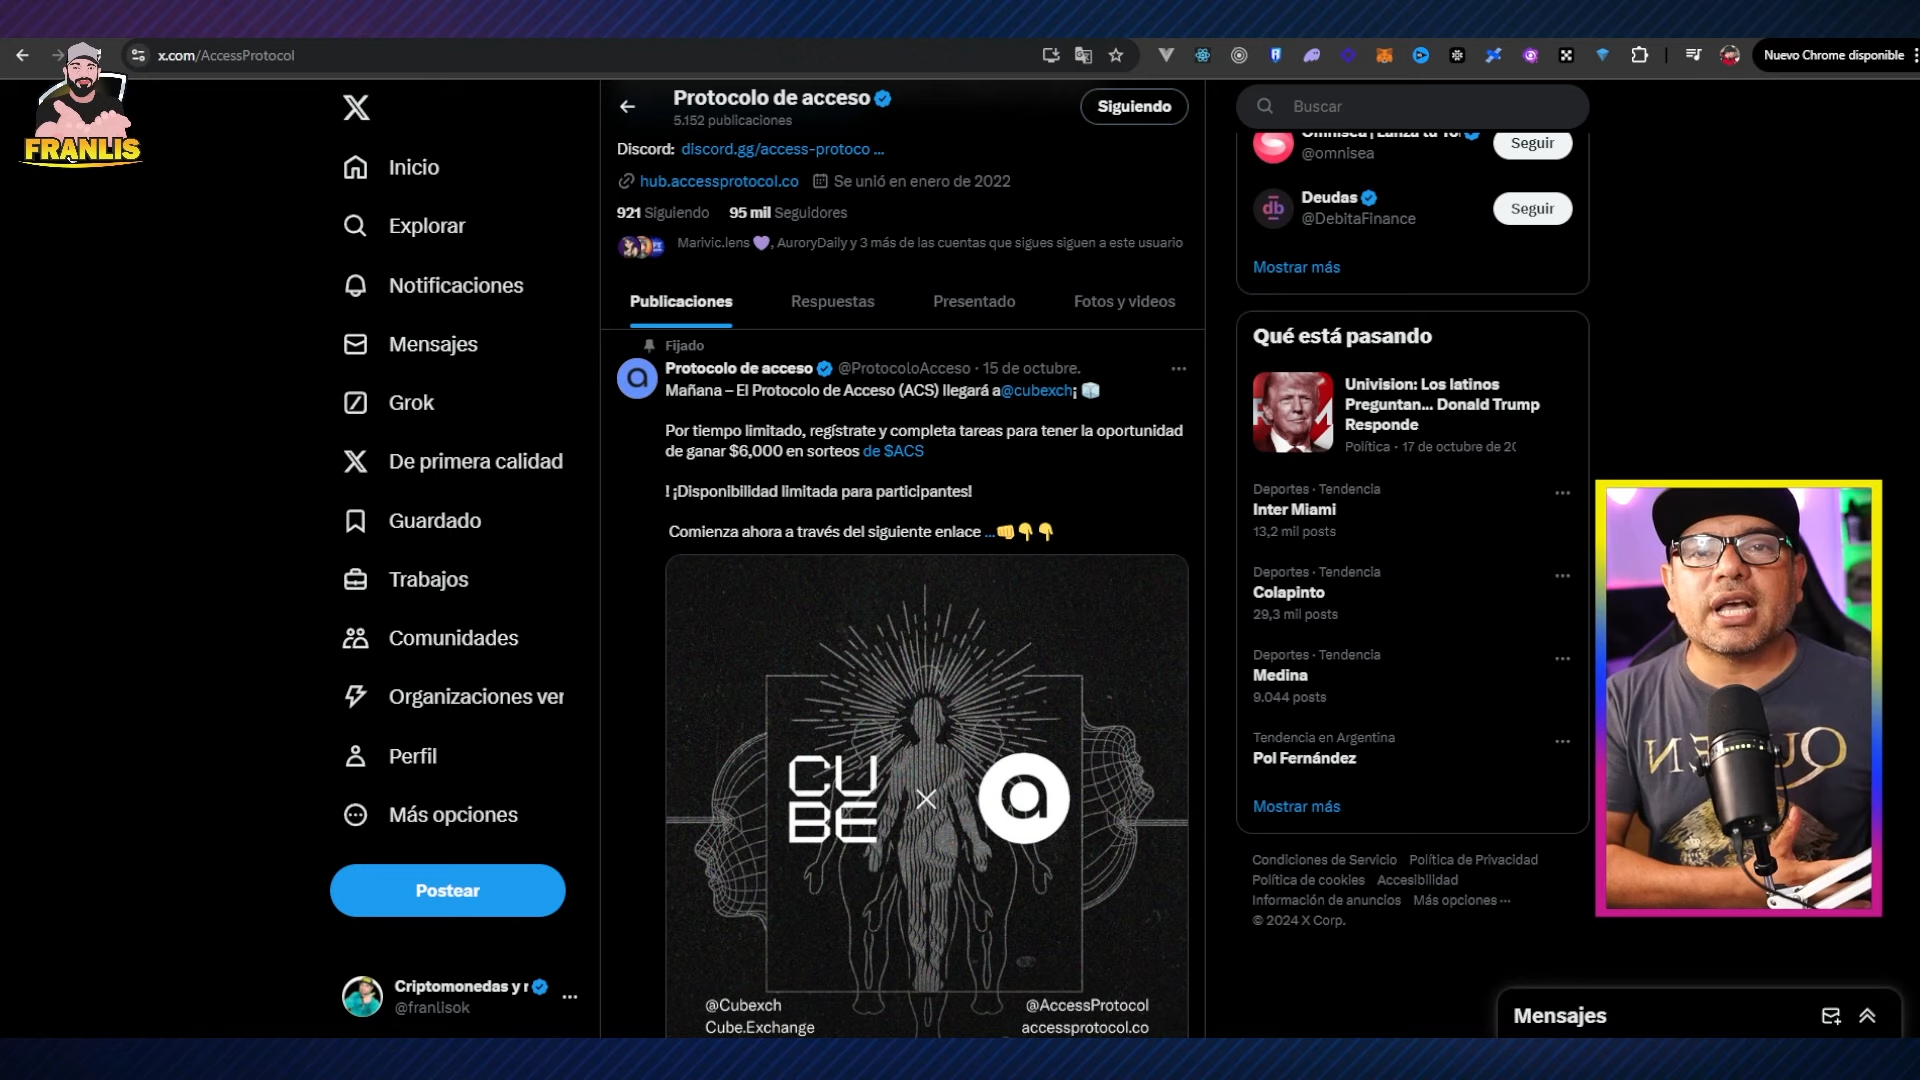 x.com/AccessProtocol
Nuevo Chrome disponible
FRANLIS
Inicio
Explorar
Notificaciones
Mensajes
Grok
De primera calidad
Guardado
Trabajos
Comunidades
Organizaciones ver
Perfil
Más opciones
Postear
Criptomonedas y r
@franlisok
Protocolo de acceso
5.152 publicaciones
Siguiendo
Discord: discord.gg/access-protoco ...
hub.accessprotocol.co Se unió en enero de 2022
921 Siguiendo 95 mil Seguidores
Marivic.lens 💜, AuroryDaily y 3 más de las cuentas que sigues siguen a este usuario
Publicaciones Respuestas Presentado Fotos y videos
Fijado
Protocolo de acceso @ProtocoloAcceso · 15 de octubre.
Mañana – El Protocolo de Acceso (ACS) llegará a@cubexch¡ 🧊
Por tiempo limitado, regístrate y completa tareas para tener la oportunidad
de ganar $6,000 en sorteos de $ACS
! ¡Disponibilidad limitada para participantes!
Comienza ahora a través del siguiente enlace ...👊👇👇
CU
BE
a
@Cubexch
Cube.Exchange
@AccessProtocol
accessprotocol.co
Buscar
@omnisea
Seguir
db
Deudas
@DebitaFinance
Seguir
Mostrar más
Qué está pasando
Univision: Los latinos
Preguntan... Donald Trump
Responde
Política · 17 de octubre de 20
Deportes · Tendencia
Inter Miami
13,2 mil posts
Deportes · Tendencia
Colapinto
29,3 mil posts
Deportes · Tendencia
Medina
9.044 posts
Tendencia en Argentina
Pol Fernández
Mostrar más
Condiciones de Servicio Política de Privacidad
Política de cookies Accesibilidad
Información de anuncios Más opciones ···
© 2024 X Corp.
QUEEN
Mensajes